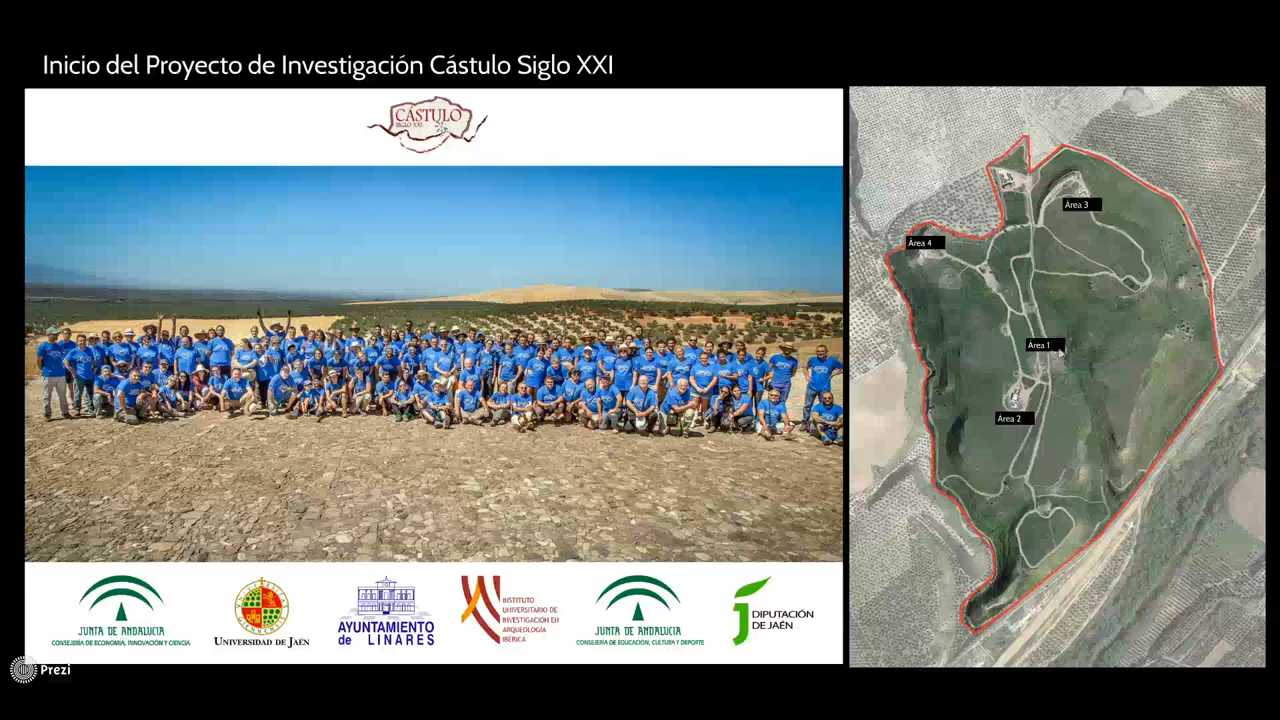 Inicio del Proyecto de Investigación Cástulo Siglo XXI
CÁSTULO
SIGLO XXI
Área 3
Área 4
Área 1
Área 2
JUNTA DE ANDALUCIA
CONSEJERÍA DE ECONOMÍA, INNOVACIÓN Y CIENCIA
UNIVERSIDAD DE JAÉN
AYUNTAMIENTO
de LINARES
INSTITUTO
UNIVERSITARIO DE
INVESTIGACIÓN EN
ARQUEOLOGÍA
IBÉRICA
JUNTA DE ANDALUCIA
CONSEJERÍA DE EDUCACIÓN, CULTURA Y DEPORTE
DIPUTACIÓN
DE JAÉN
Prezi